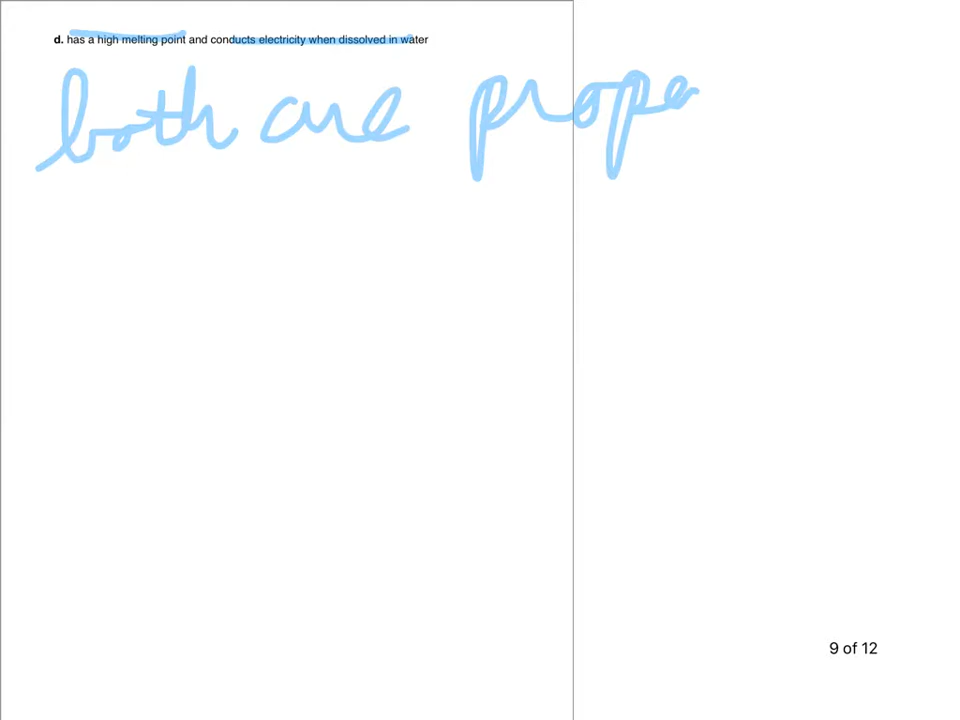 d. has a high melting point and conducts electricity when dissolved in water
both are prope
9 of 12